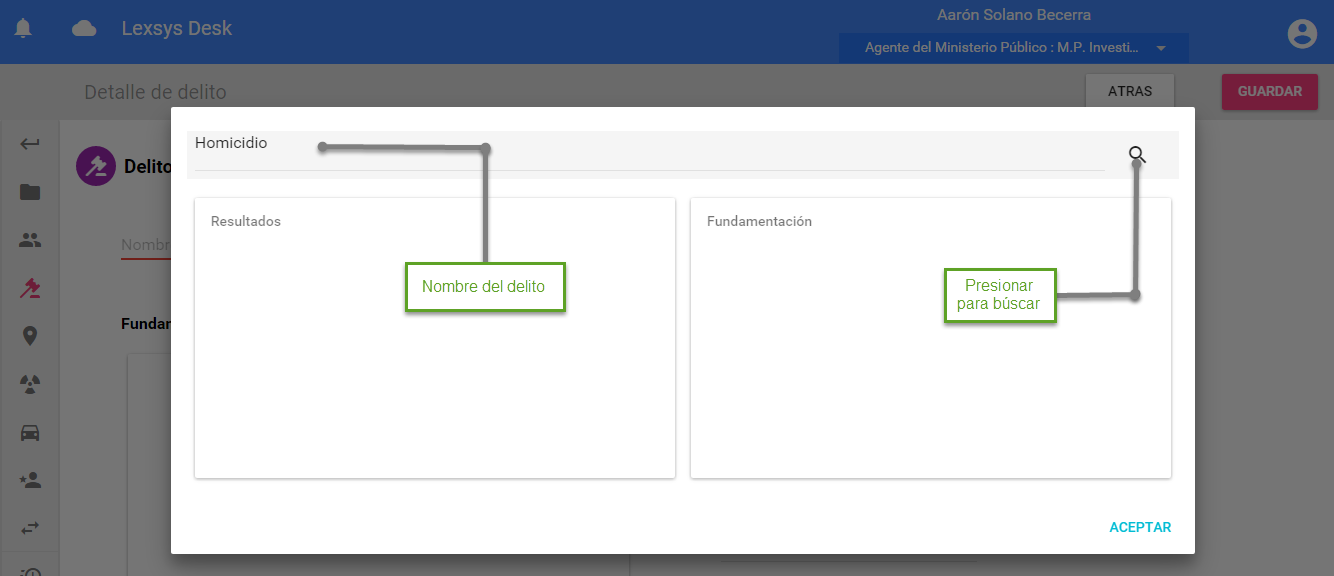 Aarón Solano Becerra
Lexsys Desk
Agente del Ministerio Público : M.P. Investi...
Detalle de delito
ATRAS
GUARDAR
Homicidio
Delito
Resultados
Fundamentación
Nombr
Nombre del delito
Presionar
para búscar
Fundar
ACEPTAR